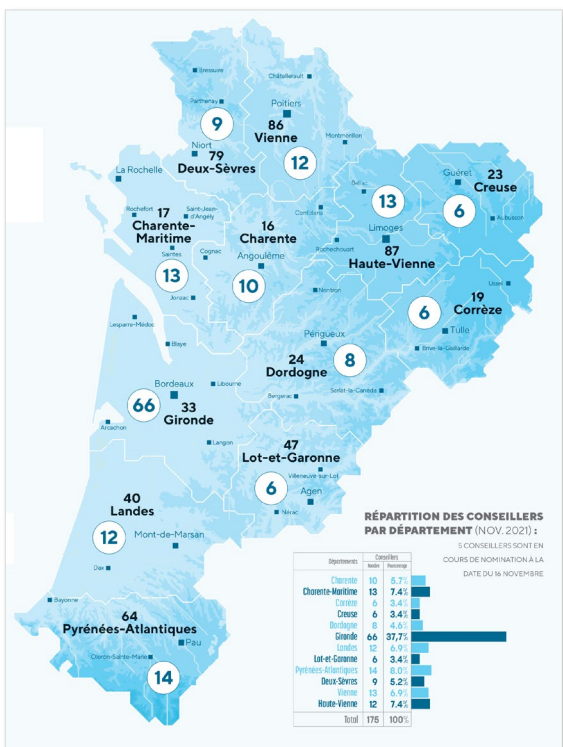 Bressuire
Châtellerault
Parthenay
Poitiers
9
86
Vienne
Montmorillon
Niort
79
Deux-Sèvres
12
La Rochelle
Guéret
23
Creuse
Bellac
13
6
Rochefort
17
Saint-Jean-
d'Angely
Charente-
Maritime
16
Charente
Confolens
Limoges
Aubusson
Saintes
Cognac
Rochechouart
87
Haute-Vienne
13
Angoulême
10
Jonzac
Nontron
Ussel
19
Corrèze
6
Lesparre-Médoc
Blaye
Périgueux
Tulle
Brive-la-Gaillarde
24
Dordogne
8
Bordeaux
Libourne
66
33
Gironde
Bergerac
Sarlat-la-Canéda
Arcachon
Langon
47
Lot-et-Garonne
Villeneuve-sur-Lot
6
Agen
Nérac
40
Landes
12
Mont-de-Marsan
Dax
Bayonne
64
Pyrénées-Atlantiques
Pau
Oloron-Sainte-Marie
14
RÉPARTITION DES CONSEILLERS
PAR DÉPARTEMENT (NOV. 2021) :
5 CONSEILLERS SONT EN
COURS DE NOMINATION À LA
DATE DU 16 NOVEMBRE
Départements Conseillers
Nombre Pourcentage
Charente 10 5.7%
Charente-Maritime 13 7.4%
Corrèze 6 3.4%
Creuse 6 3.4%
Dordogne 8 4.6%
Gironde 66 37,7%
Landes 12 6.9%
Lot-et-Garonne 6 3.4%
Pyrénées-Atlantiques 14 8.0%
Deux-Sèvres 9 5.2%
Vienne 13 6.9%
Haute-Vienne 12 7.4%
Total 175 100%